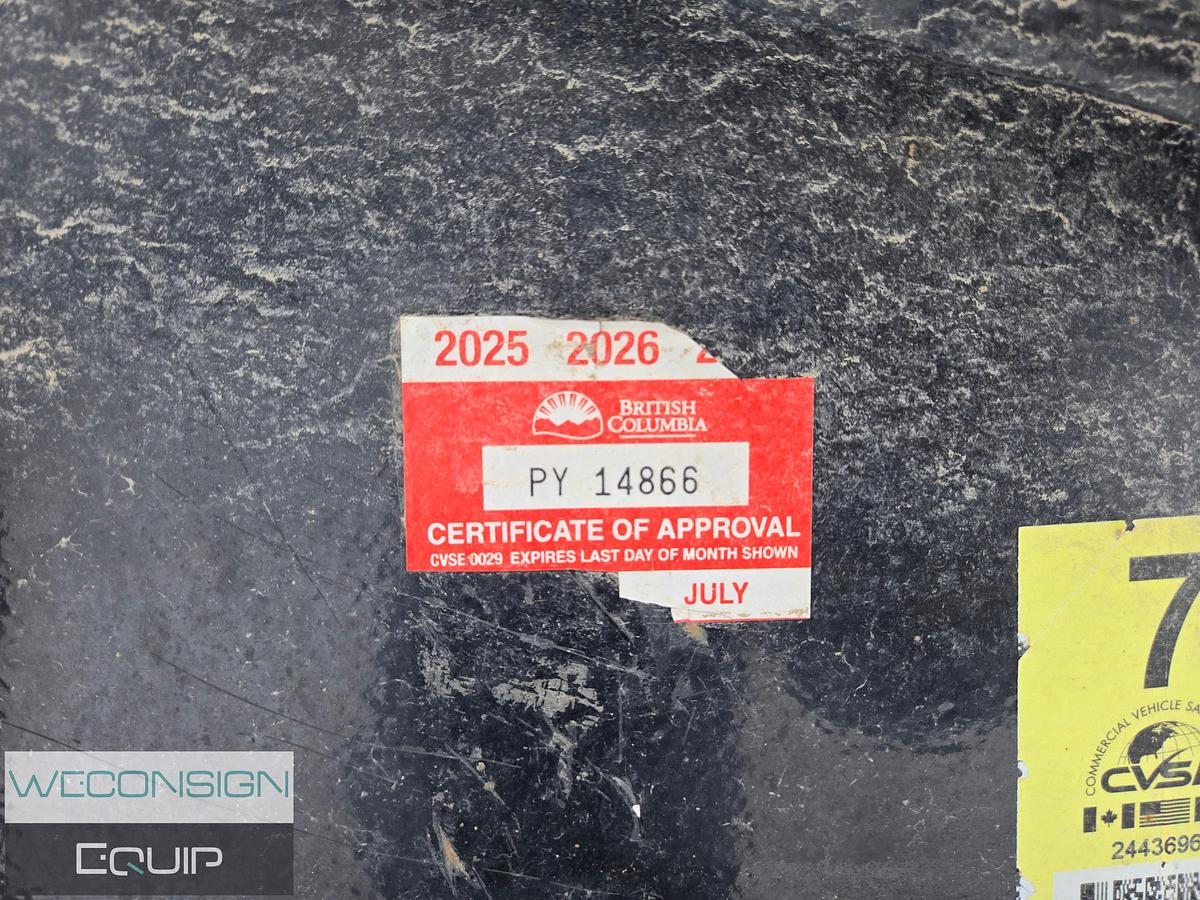 2025 2026
BRITISH
COLUMBIA
PY 14866
CERTIFICATE OF APPROVAL
CVSE 0029 EXPIRES LAST DAY OF MONTH SHOWN
JULY
7
COMMERCIAL VEHICLE
CVSA
2443696
WECONSIGN
EQUIP